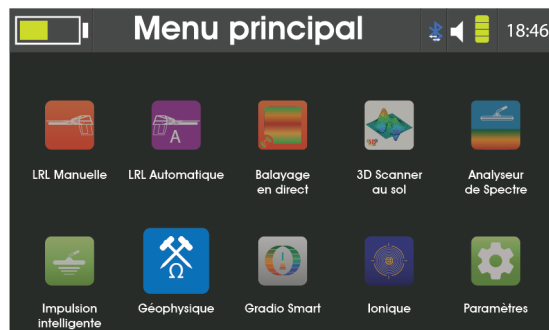 Menu principal
18:46
LRL Manuelle
LRL Automatique
A
Balayage
en direct
3D Scanner
au sol
Analyseur
de Spectre
Impulsion
intelligente
Géophysique
Ω
Gradio Smart
Ionique
Paramètres